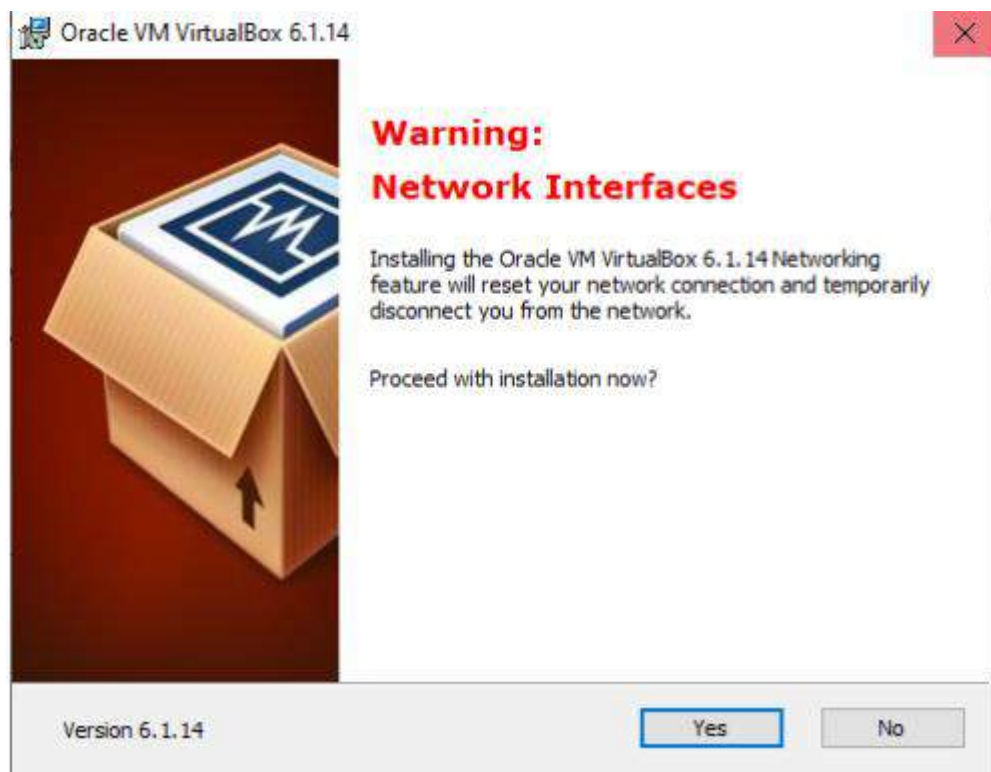 Oracle VM VirtualBox 6.1.14
Warning:
Network Interfaces
Installing the Oracle VM VirtualBox 6.1.14 Networking
feature will reset your network connection and temporarily
disconnect you from the network.
Proceed with installation now?
Version 6.1.14
Yes
No